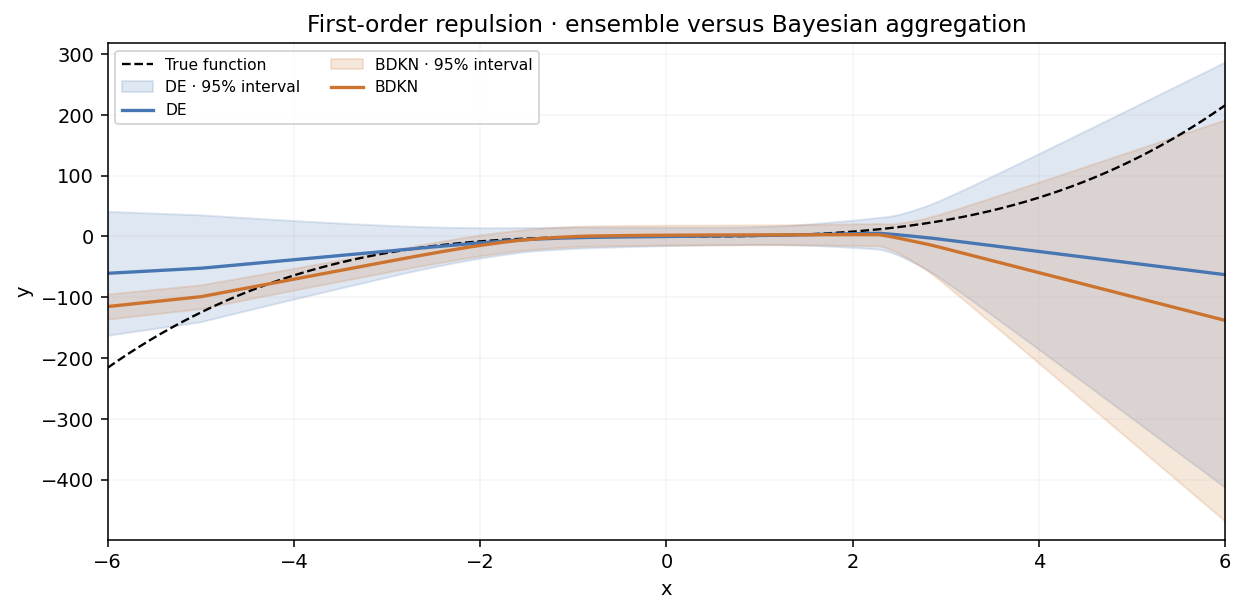 First-order repulsion · ensemble versus Bayesian aggregation
True function
DE · 95% interval
DE
BDKN · 95% interval
BDKN
300
200
100
0
−100
−200
−300
−400
y
−6
−4
−2
0
2
4
6
x